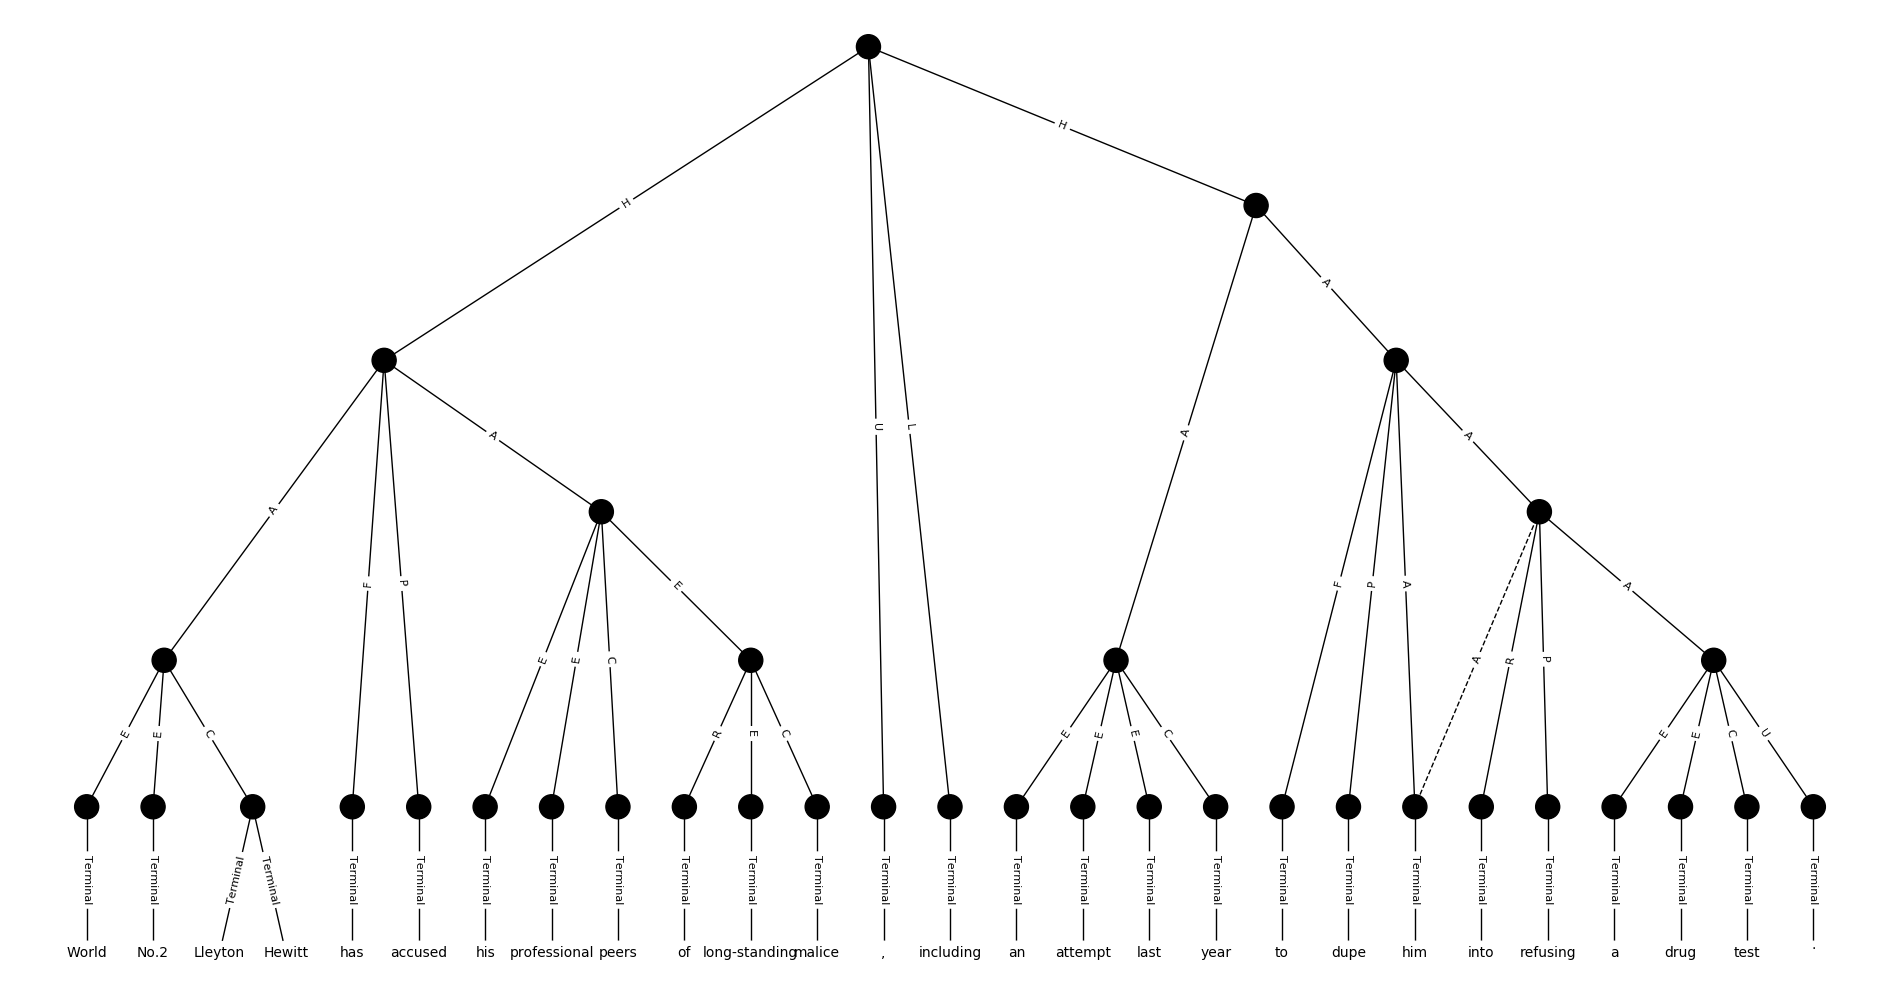 H
H
A
A
U
L
A
A
A
F
P
E
A
F
P
A
A
E
E
C
A
R
P
E
E
C
R
E
C
E
E
E
C
E
E
C
U
Terminal Terminal Terminal Terminal Terminal Terminal Terminal Terminal Terminal Terminal Terminal Terminal Terminal Terminal Terminal Terminal Terminal Terminal Terminal Terminal Terminal Terminal Terminal Terminal Terminal Terminal Terminal
World No.2 Lleyton Hewitt has accused his professional peers of long-standing malice , including an attempt last year to dupe him into refusing a drug test .